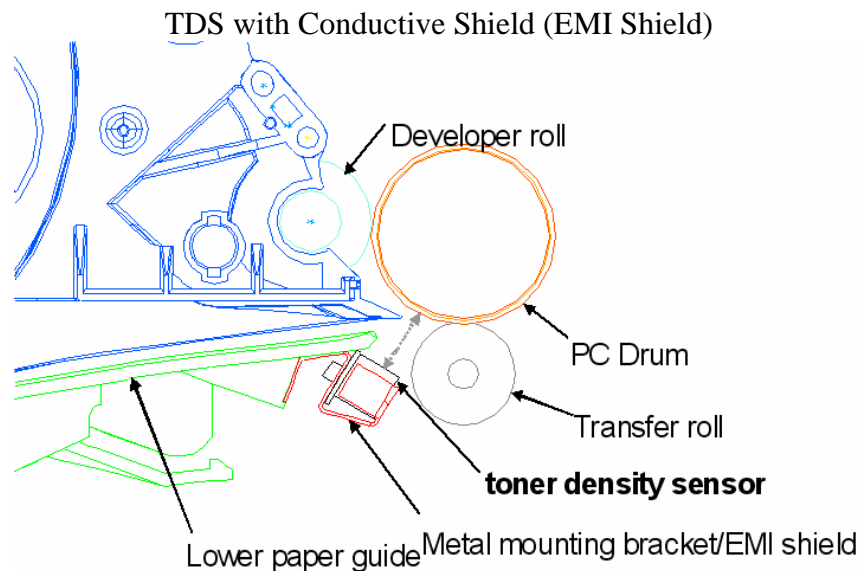 TDS with Conductive Shield (EMI Shield)
Developer roll
PC Drum
Transfer roll
toner density sensor
Metal mounting bracket/EMI shield
Lower paper guide